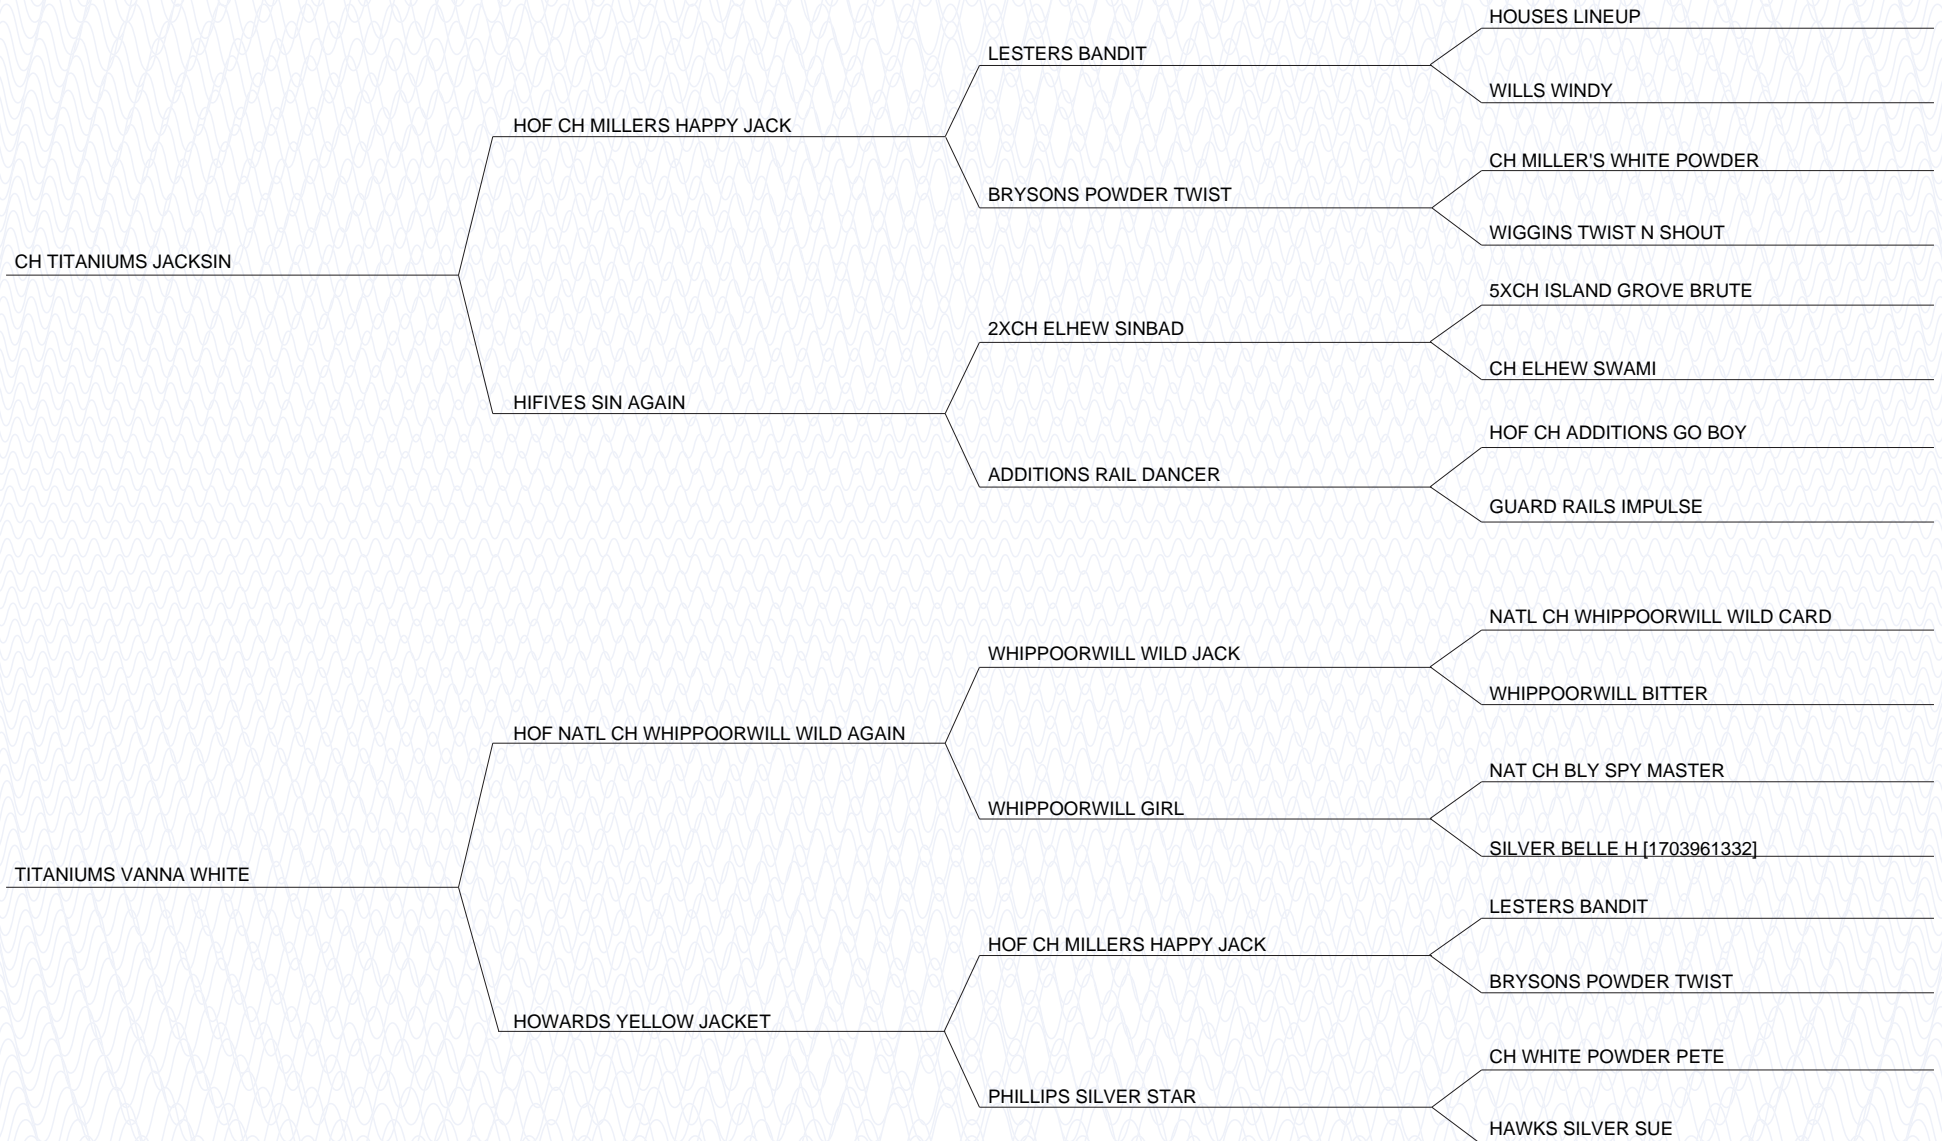 HOUSES LINEUP
LESTERS BANDIT
WILLS WINDY
HOF CH MILLERS HAPPY JACK
CH MILLER'S WHITE POWDER
BRYSONS POWDER TWIST
WIGGINS TWIST N SHOUT
CH TITANIUMS JACKSIN
5XCH ISLAND GROVE BRUTE
2XCH ELHEW SINBAD
CH ELHEW SWAMI
HIFIVES SIN AGAIN
HOF CH ADDITIONS GO BOY
ADDITIONS RAIL DANCER
GUARD RAILS IMPULSE
NATL CH WHIPPOORWILL WILD CARD
WHIPPOORWILL WILD JACK
WHIPPOORWILL BITTER
HOF NATL CH WHIPPOORWILL WILD AGAIN
NAT CH BLY SPY MASTER
WHIPPOORWILL GIRL
SILVER BELLE H [1703961332]
TITANIUMS VANNA WHITE
LESTERS BANDIT
HOF CH MILLERS HAPPY JACK
BRYSONS POWDER TWIST
HOWARDS YELLOW JACKET
CH WHITE POWDER PETE
PHILLIPS SILVER STAR
HAWKS SILVER SUE